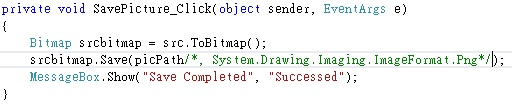 private void SavePicture_Click(object sender, EventArgs e)
{
    Bitmap srcbitmap = src.ToBitmap();
    srcbitmap.Save(picPath/*, System.Drawing.Imaging.ImageFormat.Png*/);
    MessageBox.Show("Save Completed", "Successed");
}